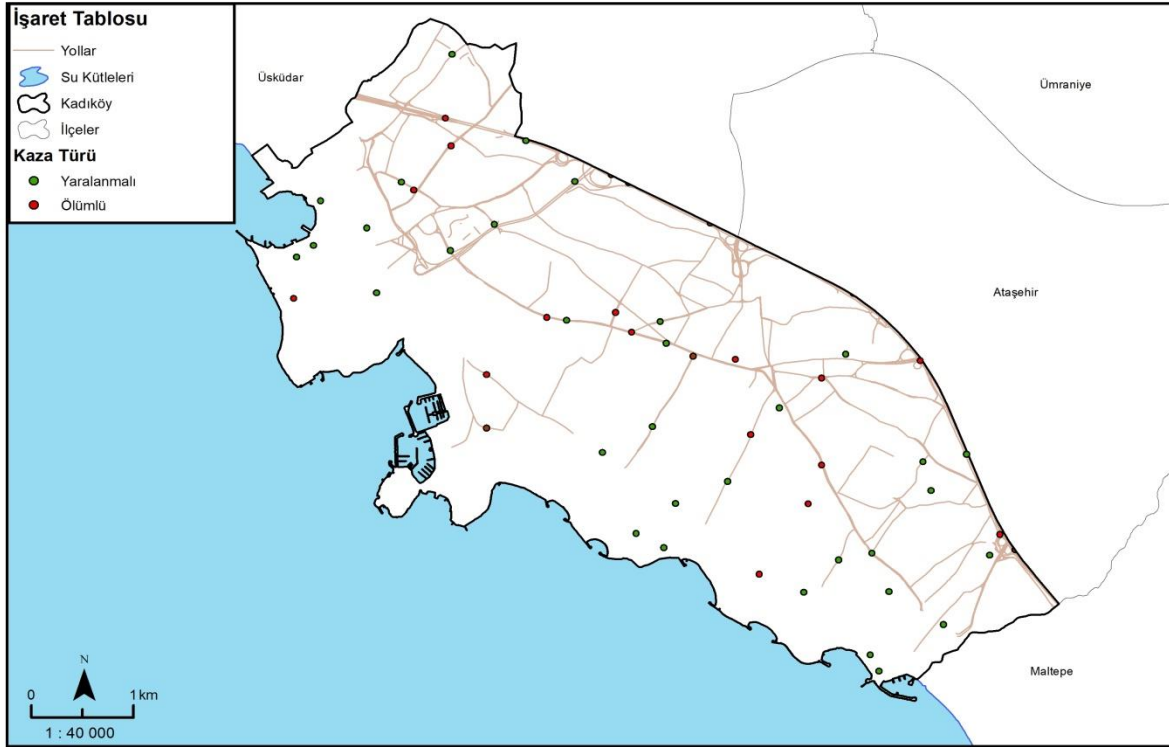 İşaret Tablosu
Yollar
Su Kütleleri
Kadıköy
İlçeler
Kaza Türü
Yaralanmalı
Ölümlü
Üsküdar
Ümraniye
Ataşehir
Maltepe
N
0 1 km
1 : 40 000